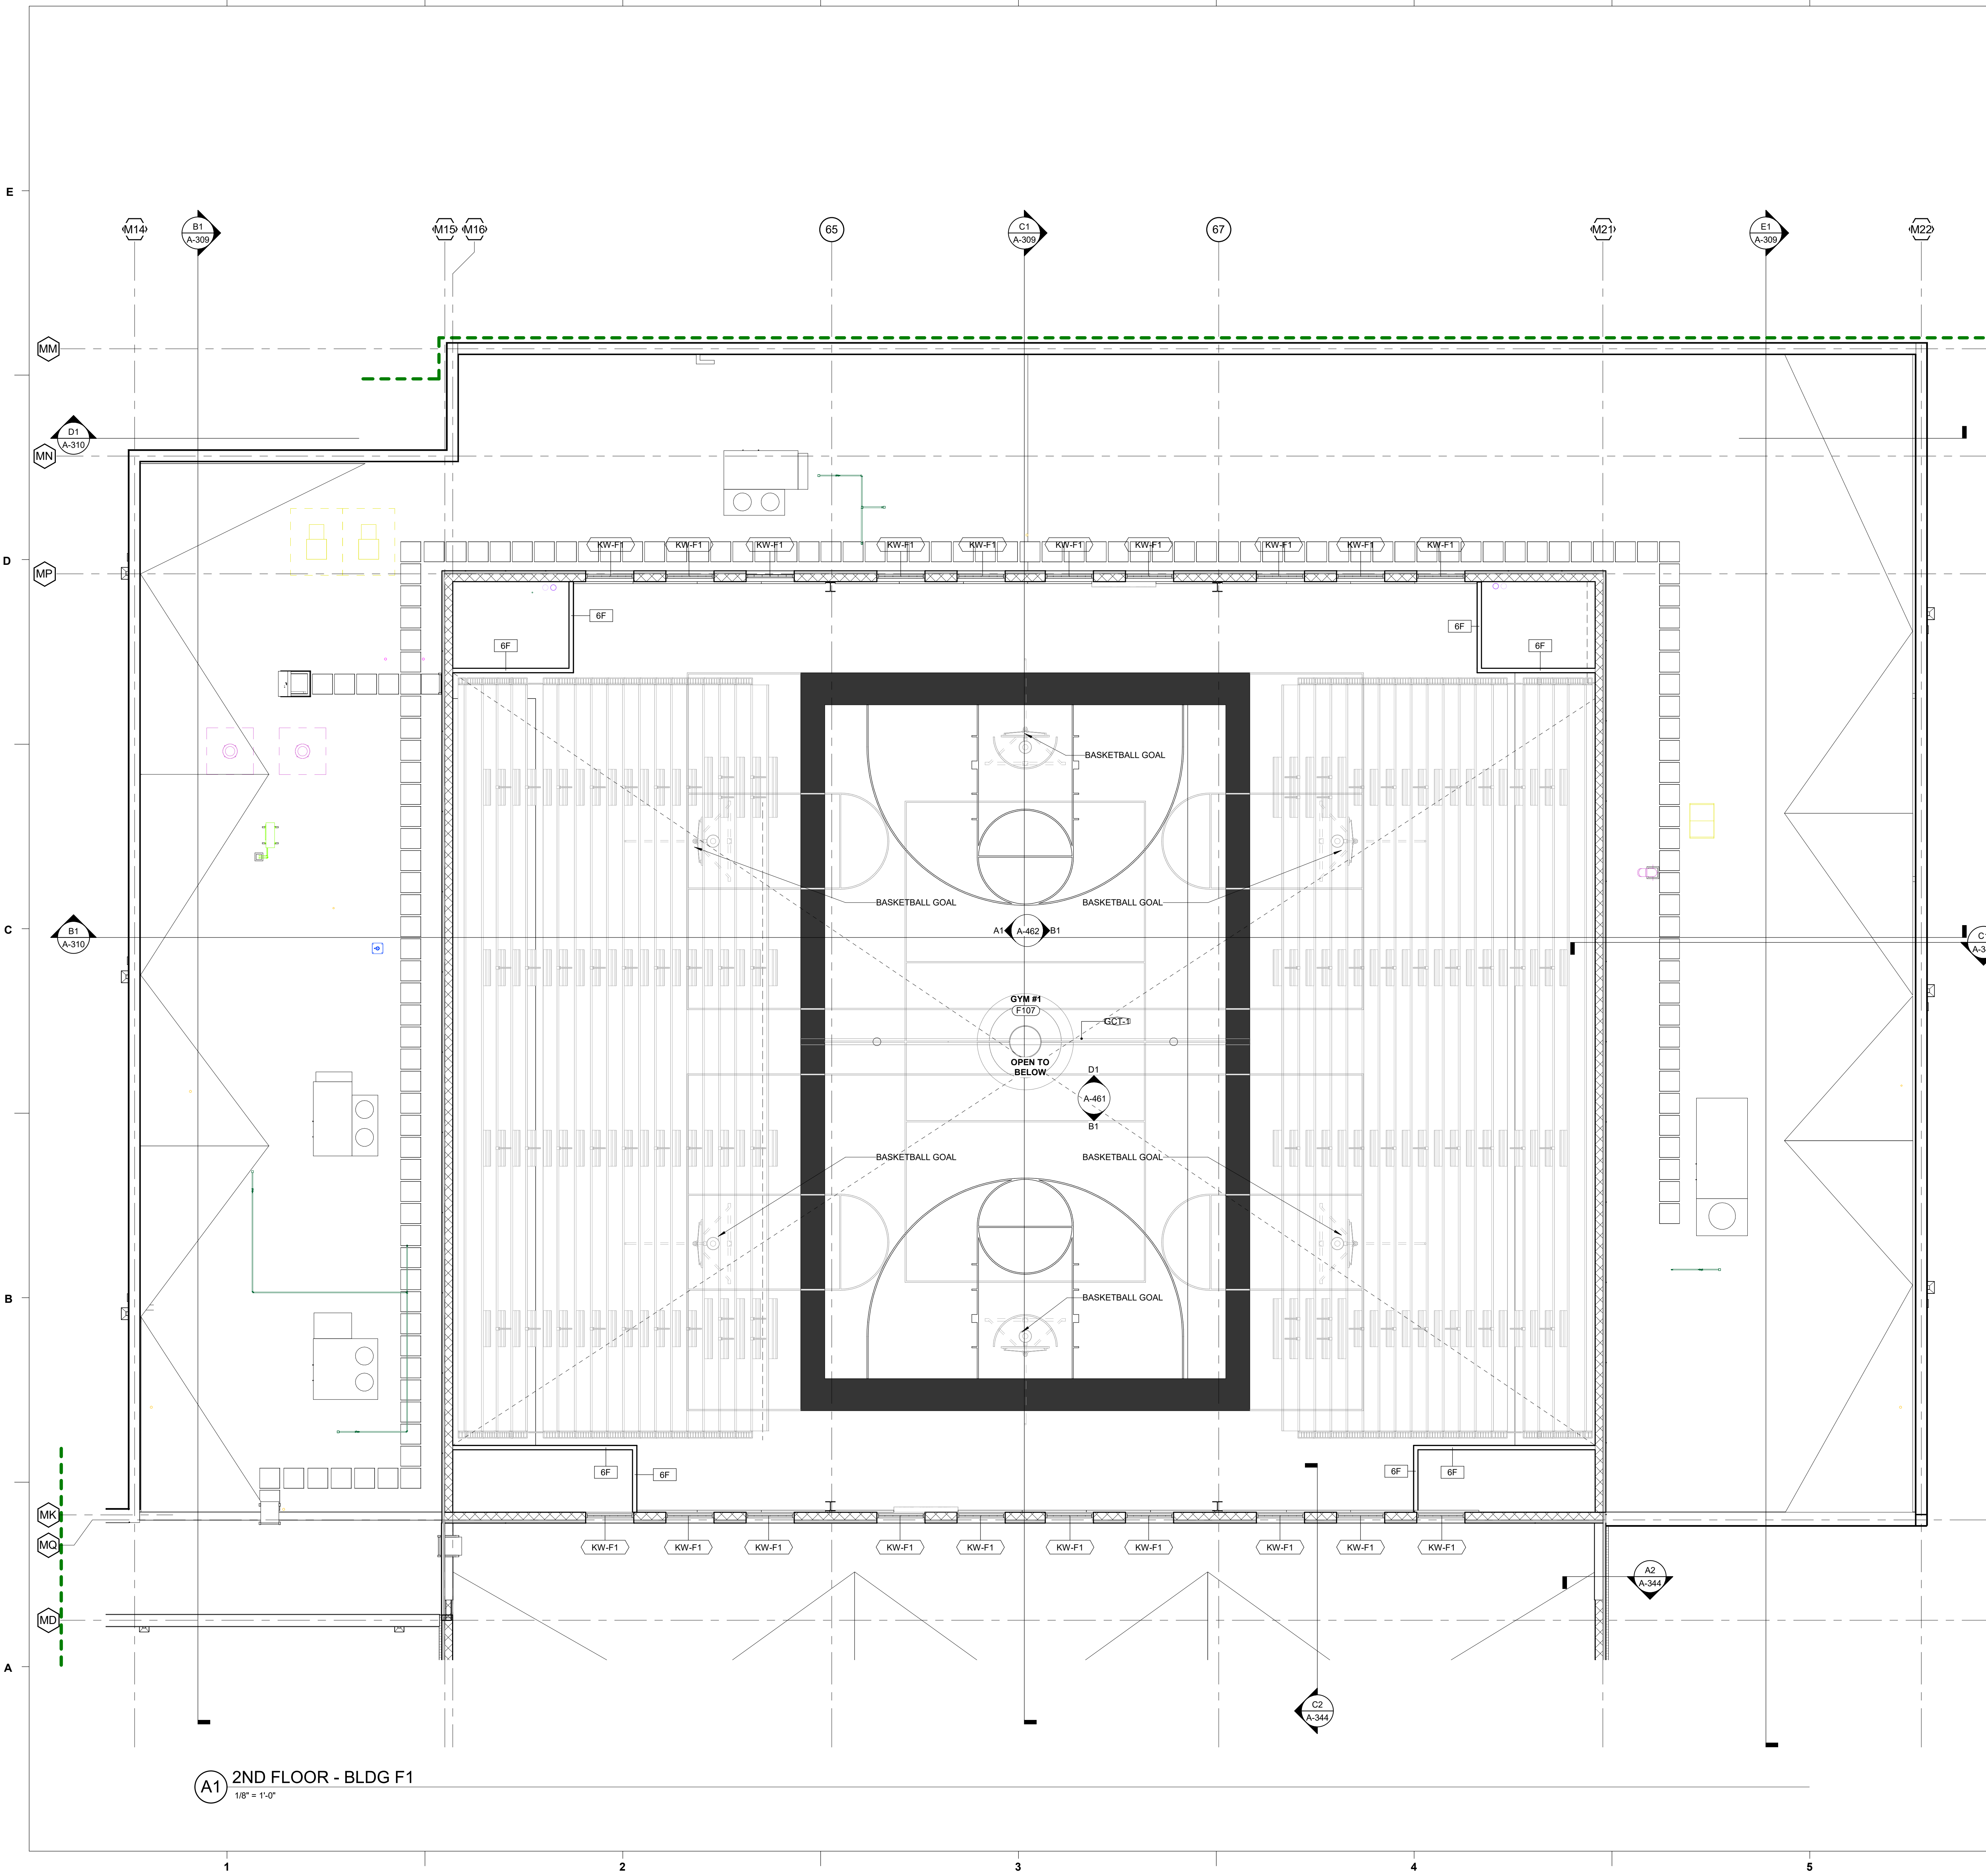 E
M14
B1
A-309
M15
M16
65
C1
A-309
67
M21
E1
A-309
M22
MM
D1
A-310
MN
D
KW-F1
KW-F1
KW-F1
KW-F1
KW-F1
KW-F1
KW-F1
KW-F1
KW-F1
KW-F1
MP
6F
6F
6F
6F
BASKETBALL GOAL
BASKETBALL GOAL
BASKETBALL GOAL
C
B1
A-310
A1
A-462
B1
GYM #1
F107
GCT-1
OPEN TO
BELOW
D1
A-461
B1
BASKETBALL GOAL
BASKETBALL GOAL
B
BASKETBALL GOAL
6F
6F
6F
6F
MK
MQ
KW-F1
KW-F1
KW-F1
KW-F1
KW-F1
KW-F1
KW-F1
KW-F1
KW-F1
KW-F1
A2
A-344
MD
A
C2
A-344
A1
2ND FLOOR - BLDG F1
1/8" = 1'-0"
1
2
3
4
5